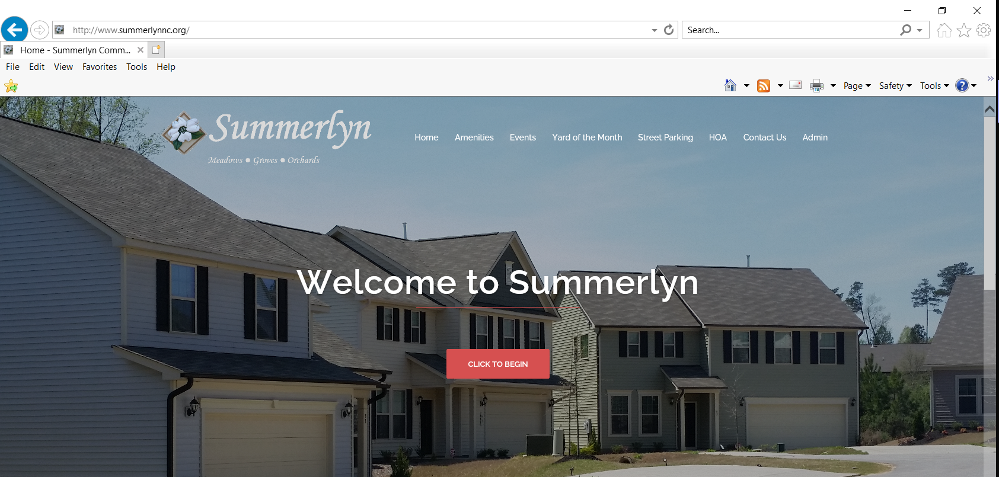 http://www.summerlynnc.org/
Search...
Home - Summerlyn Comm...
File Edit View Favorites Tools Help
Page Safety Tools
Summerlyn
Meadows • Groves • Orchards
Home Amenities Events Yard of the Month Street Parking HOA Contact Us Admin
Welcome to Summerlyn
CLICK TO BEGIN